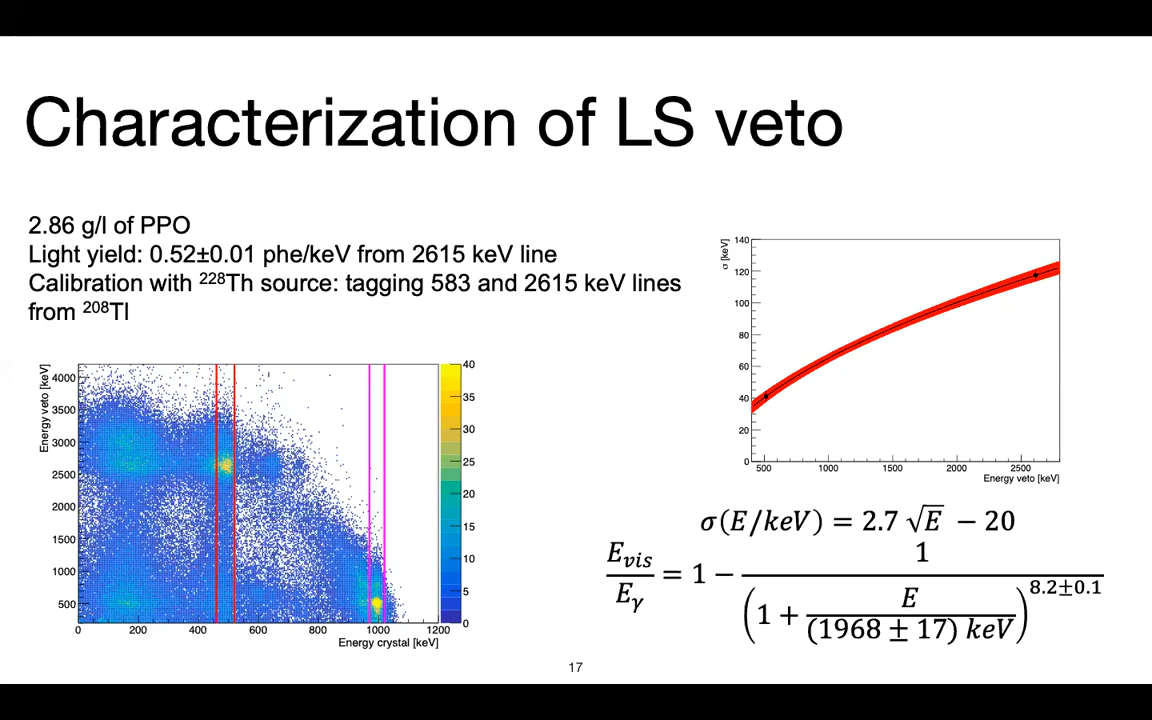 Characterization of LS veto
2.86 g/l of PPO
Light yield: 0.52±0.01 phe/keV from 2615 keV line
Calibration with ²²⁸Th source: tagging 583 and 2615 keV lines
from ²⁰⁸Tl
Energy veto [keV]
4000
3500
3000
2500
2000
1500
1000
500
0 200 400 600 800 1000 1200
Energy crystal [keV]
40
35
30
25
20
15
10
5
0
σ [keV]
140
120
100
80
60
40
20
0
500 1000 1500 2000 2500
Energy veto [keV]
σ(E/keV) = 2.7 √E − 20
E_vis / E_γ = 1 − 1 / (1 + E / (1968 ± 17) keV)^8.2±0.1
17